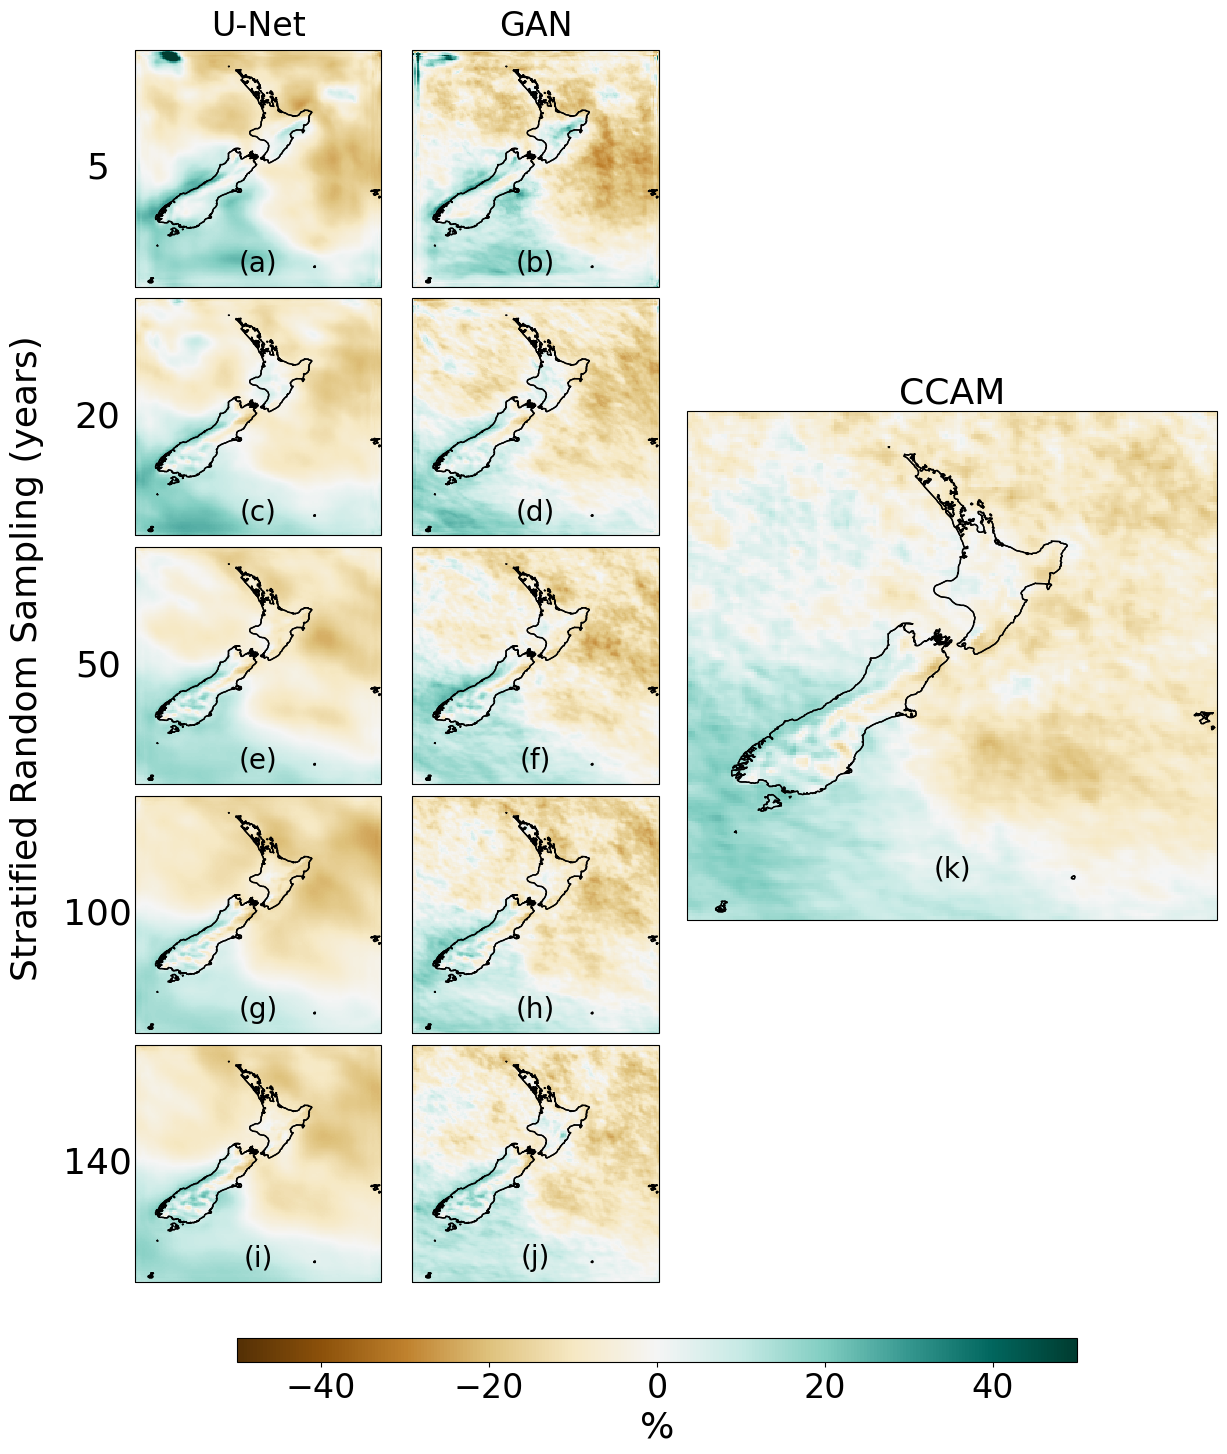 U-Net
GAN
5
(a)
(b)
20
(c)
(d)
CCAM
Stratified Random Sampling (years)
50
(e)
(f)
(k)
100
(g)
(h)
140
(i)
(j)
−40
−20
0
20
40
%